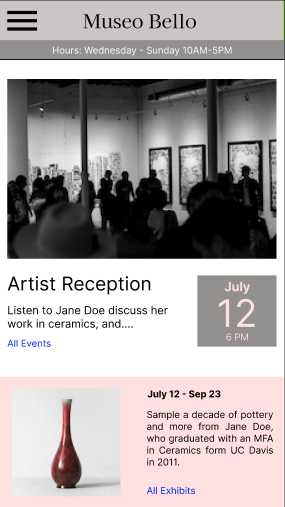 Museo Bello
Hours: Wednesday - Sunday 10AM-5PM
Artist Reception
Listen to Jane Doe discuss her
work in ceramics, and....
All Events
July
12
6 PM
July 12 - Sep 23
Sample a decade of pottery
and more from Jane Doe,
who graduated with an MFA
in Ceramics form UC Davis
in 2011.
All Exhibits